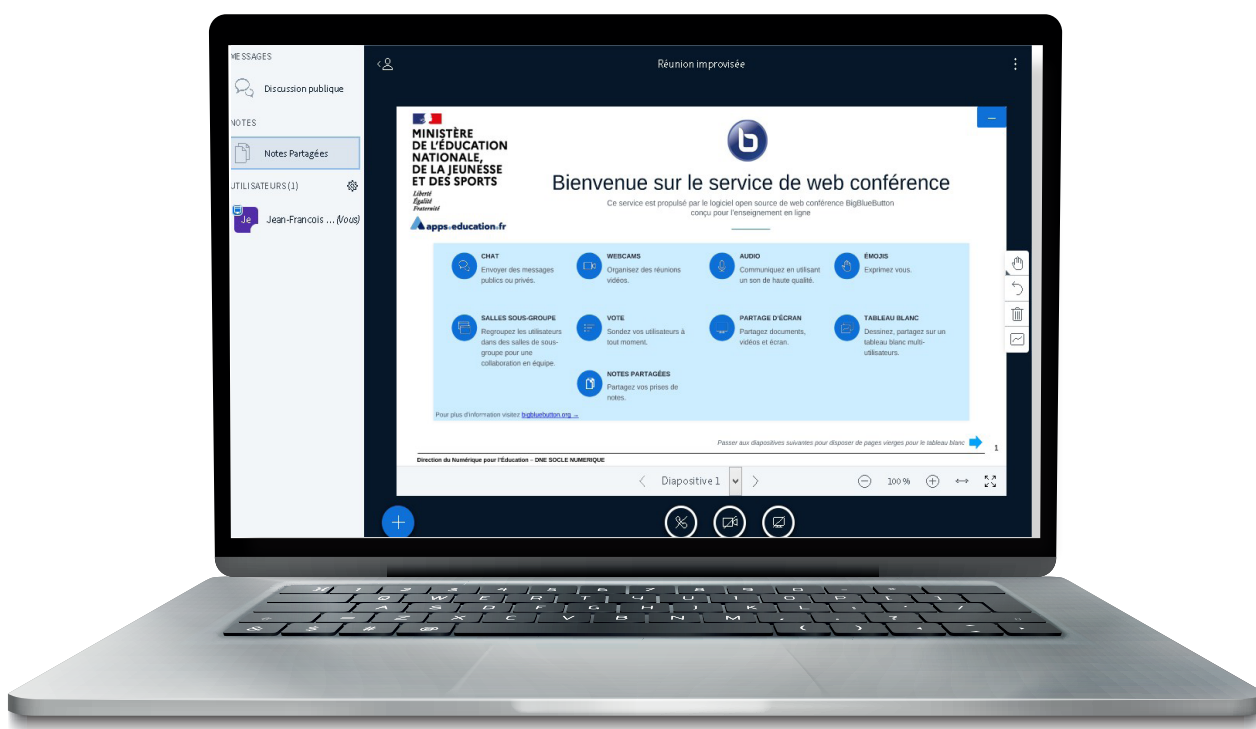 MESSAGES
Discussion publique
NOTES
Notes Partagées
UTILISATEURS (1)
Je
Jean-Francois ... (Vous)
Réunion improvisée
MINISTÈRE
DE L'ÉDUCATION
NATIONALE,
DE LA JEUNESSE
ET DES SPORTS
Liberté
Égalité
Fraternité
apps.education.fr
Bienvenue sur le service de web conférence
Ce service est propulsé par le logiciel open source de web conférence BigBlueButton
conçu pour l'enseignement en ligne
CHAT
Envoyer des messages
publics ou privés.
WEBCAMS
Organisez des réunions
vidéos.
AUDIO
Communiquez en utilisant
un son de haute qualité.
ÉMOJIS
Exprimez vous.
SALLES SOUS-GROUPE
Regroupez les utilisateurs
dans des salles de sous-
groupe pour une
collaboration en équipe.
VOTE
Sondez vos utilisateurs à
tout moment.
PARTAGE D'ÉCRAN
Partagez documents,
vidéos et écran.
TABLEAU BLANC
Dessinez, partagez sur un
tableau blanc multi-
utilisateurs.
NOTES PARTAGÉES
Partagez vos prises de
notes.
Pour plus d'information visitez bigbluebutton.org →
Passer aux diapositives suivantes pour disposer de pages vierges pour le tableau blanc
1
Direction du Numérique pour l'Éducation – DNE SOCLE NUMERIQUE
Diapositive 1
100 %
Q W E R T Y U I O P
A S D F G H J K L
Z X C V B N M